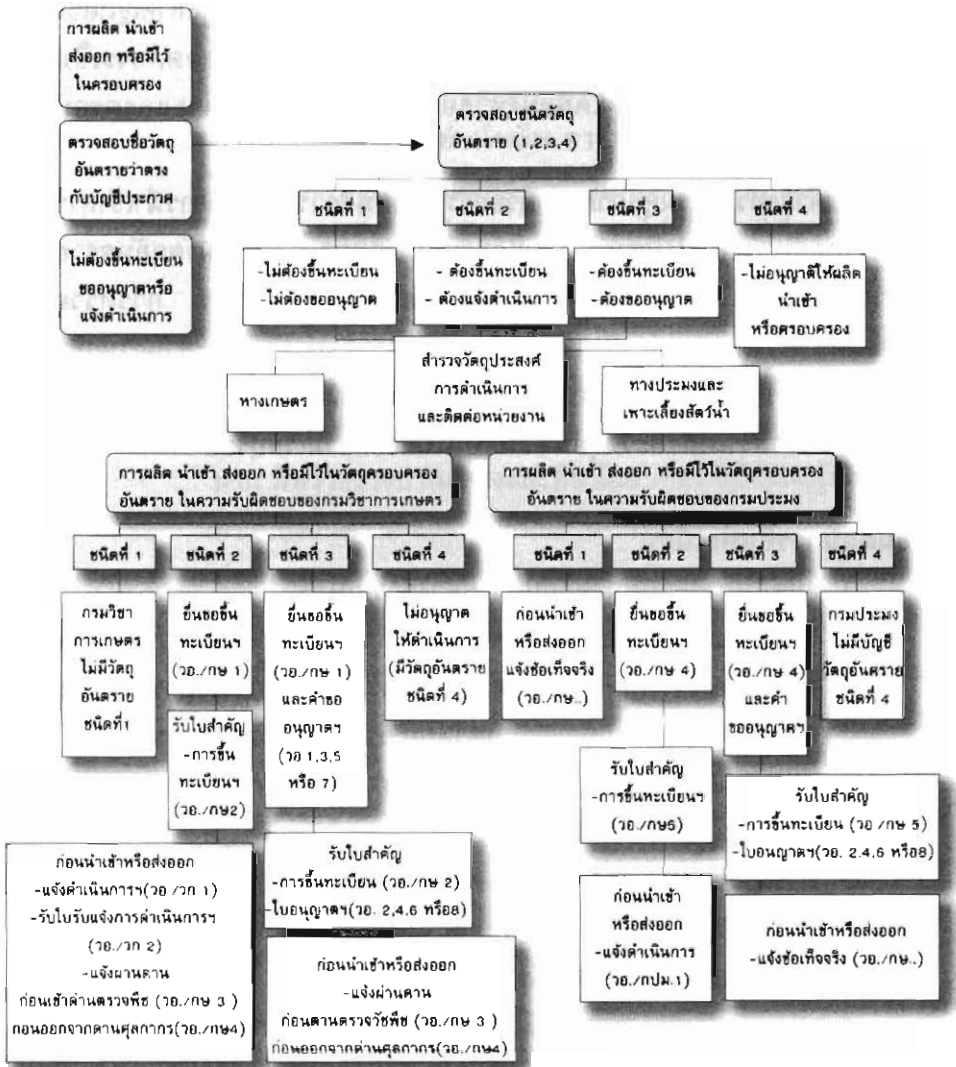 การผลิต นำเข้า
ส่งออก หรือมีไว้
ในครอบครอง
ตรวจสอบชื่อวัตถุ
อันตรายว่าตรง
กับบัญชีประกาศ
ไม่ต้องขึ้นทะเบียน
ขออนุญาตหรือ
แจ้งดำเนินการ
ตรวจสอบชนิดวัตถุ
อันตราย (1,2,3,4)
ชนิดที่ 1
ชนิดที่ 2
ชนิดที่ 3
ชนิดที่ 4
-ไม่ต้องขึ้นทะเบียน
-ไม่ต้องขออนุญาต
- ต้องขึ้นทะเบียน
- ต้องแจ้งดำเนินการ
-ต้องขึ้นทะเบียน
-ต้องขออนุญาต
-ไม่อนุญาติให้ผลิต
นำเข้า
หรือครอบครอง
สำรวจวัตถุประสงค์
การดำเนินการ
และติดต่อหน่วยงาน
ทางเกษตร
ทางประมงและ
เพาะเลี้ยงสัตว์น้ำ
การผลิต นำเข้า ส่งออก หรือมีไว้ในวัตถุครอบครอง
อันตราย ในความรับผิดชอบของกรมวิชาการเกษตร
การผลิต นำเข้า ส่งออก หรือมีไว้ในวัตถุครอบครอง
อันตราย ในความรับผิดชอบของกรมประมง
ชนิดที่ 1
ชนิดที่ 2
ชนิดที่ 3
ชนิดที่ 4
ชนิดที่ 1
ชนิดที่ 2
ชนิดที่ 3
ชนิดที่ 4
กรมวิชา
การเกษตร
ไม่มีวัตถุ
อันตราย
ชนิดที่1
ยื่นขอขึ้น
ทะเบียนฯ
(วอ./กษ 1)
ยื่นขอขึ้น
ทะเบียนฯ
(วอ./กษ 1)
และคำขอ
อนุญาตฯ
(วอ 1,3,5
หรือ 7)
ไม่อนุญาต
ให้ดำเนินการ
(มีวัตถุอันตราย
ชนิดที่ 4)
ก่อนนำเข้า
หรือส่งออก
แจ้งข้อเท็จจริง
(วอ./กษ..)
ยื่นขอขึ้น
ทะเบียนฯ
(วอ./กษ 4)
ยื่นขอขึ้น
ทะเบียนฯ
(วอ./กษ 4)
และคำ
ขออนุญาตฯ
กรมประมง
ไม่มีบัญชี
วัตถุอันตราย
ชนิดที่ 4
รับใบสำคัญ
-การขึ้น
ทะเบียนฯ
(วอ./กษ2)
รับใบสำคัญ
-การขึ้นทะเบียนฯ
(วอ./กษ5)
รับใบสำคัญ
-การขึ้นทะเบียน (วอ /กษ 5)
-ใบอนุญาตฯ(วอ. 2,4,6 หรือ8)
ก่อนนำเข้าหรือส่งออก
-แจ้งดำเนินการฯ(วอ /วก 1)
-รับใบรับแจ้งการดำเนินการฯ
(วอ./วก 2)
-แจ้งผ่านด่าน
ก่อนเข้าด่านตรวจพืช (วอ./กษ 3 )
ก่อนออกจากด่านศุลกากร(วอ./กษ4)
รับใบสำคัญ
-การขึ้นทะเบียน (วอ./กษ 2)
-ใบอนุญาตฯ(วอ. 2,4,6 หรือ8)
ก่อนนำเข้าหรือส่งออก
-แจ้งผ่านด่าน
ก่อนด่านตรวจวัชพืช (วอ./กษ 3 )
ก่อนออกจากด่านศุลกากร(วอ./กษ4)
ก่อนนำเข้า
หรือส่งออก
-แจ้งดำเนินการ
(วอ./กปม.1)
ก่อนนำเข้าหรือส่งออก
-แจ้งข้อเท็จจริง (วอ./กษ..)